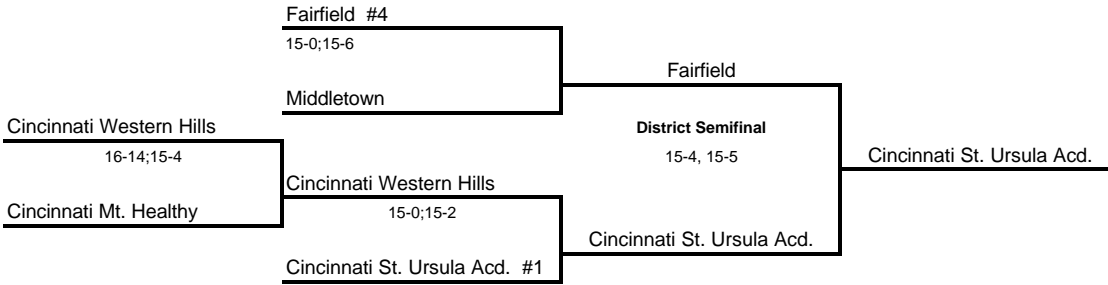 Fairfield #4
15-0;15-6
Fairfield
Middletown
Cincinnati Western Hills
District Semifinal
16-14;15-4
15-4, 15-5
Cincinnati St. Ursula Acd.
Cincinnati Western Hills
Cincinnati Mt. Healthy
15-0;15-2
Cincinnati St. Ursula Acd.
Cincinnati St. Ursula Acd. #1